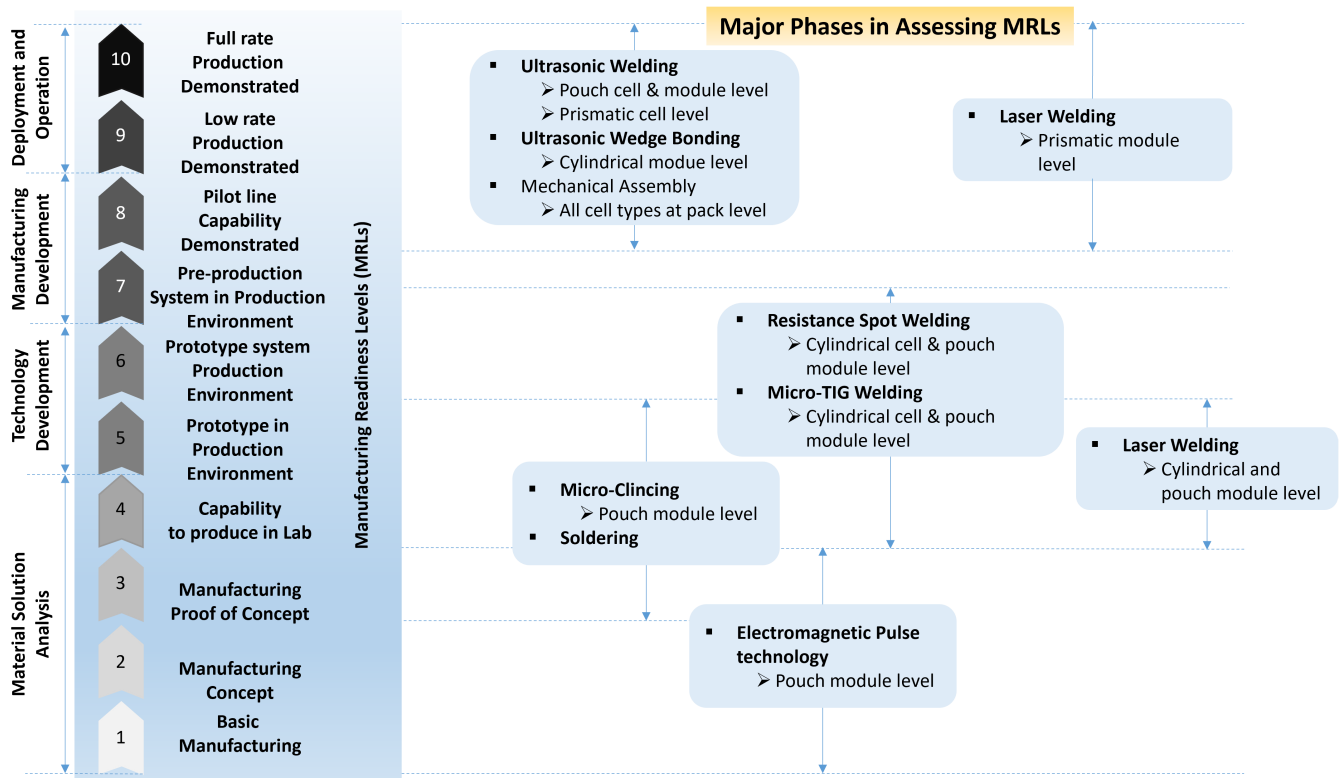 Major Phases in Assessing MRLs
Deployment and
Operation
Manufacturing
Development
Technology
Development
Material Solution
Analysis
10
Full rate
Production
Demonstrated
9
Low rate
Production
Demonstrated
8
Pilot line
Capability
Demonstrated
7
Pre-production
System in Production
Environment
6
Prototype system
Production
Environment
5
Prototype in
Production
Environment
4
Capability
to produce in Lab
3
Manufacturing
Proof of Concept
2
Manufacturing
Concept
1
Basic
Manufacturing
Manufacturing Readiness Levels (MRLs)
▪ Ultrasonic Welding
➢ Pouch cell & module level
➢ Prismatic cell level
▪ Ultrasonic Wedge Bonding
➢ Cylindrical modue level
▪ Mechanical Assembly
➢ All cell types at pack level
▪ Laser Welding
➢ Prismatic module
level
▪ Resistance Spot Welding
➢ Cylindrical cell & pouch
module level
▪ Micro-TIG Welding
➢ Cylindrical cell & pouch
module level
▪ Laser Welding
➢ Cylindrical and
pouch module level
▪ Micro-Clincing
➢ Pouch module level
▪ Soldering
▪ Electromagnetic Pulse
technology
➢ Pouch module level